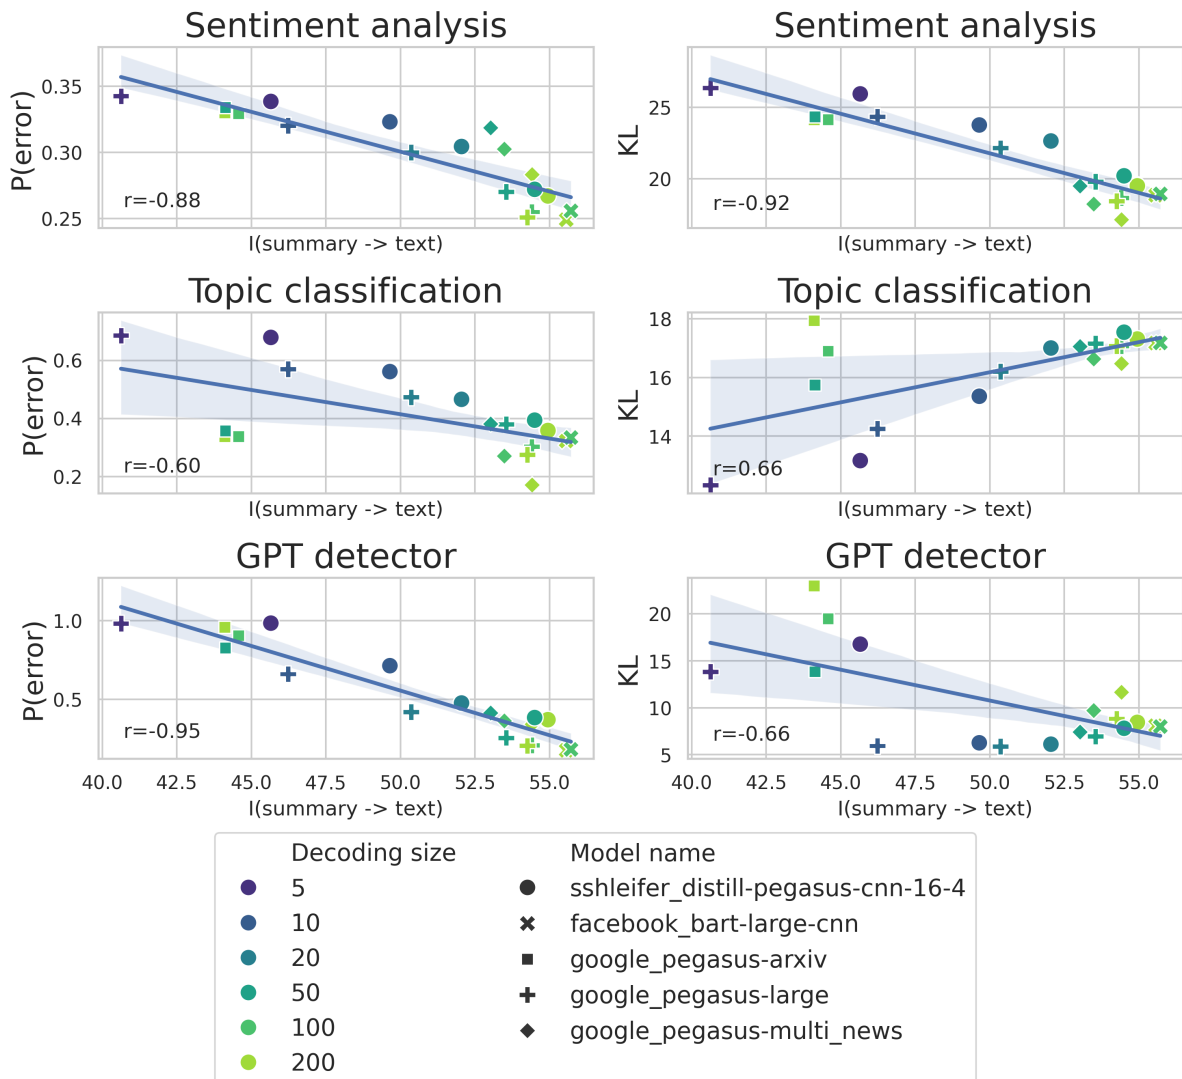 Sentiment analysis
P(error)
0.35
0.30
0.25
r=-0.88
I(summary -> text)
Sentiment analysis
KL
25
20
r=-0.92
I(summary -> text)
Topic classification
P(error)
0.6
0.4
0.2
r=-0.60
I(summary -> text)
Topic classification
KL
18
16
14
r=0.66
I(summary -> text)
GPT detector
P(error)
1.0
0.5
r=-0.95
40.0 42.5 45.0 47.5 50.0 52.5 55.0
I(summary -> text)
GPT detector
KL
20
15
10
5
r=-0.66
40.0 42.5 45.0 47.5 50.0 52.5 55.0
I(summary -> text)
Decoding size
5
10
20
50
100
200
Model name
sshleifer_distill-pegasus-cnn-16-4
facebook_bart-large-cnn
google_pegasus-arxiv
google_pegasus-large
google_pegasus-multi_news